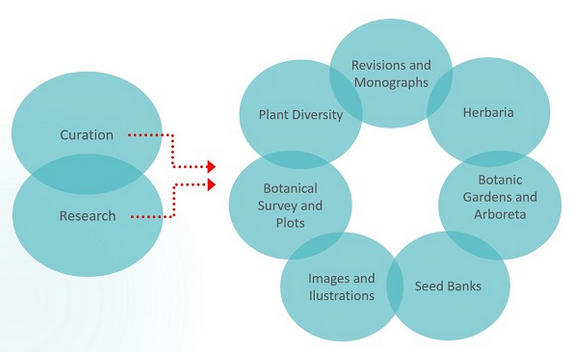 Curation
Research
Revisions and
Monographs
Plant Diversity
Herbaria
Botanical
Survey and
Plots
Botanic
Gardens and
Arboreta
Images and
Ilustrations
Seed Banks